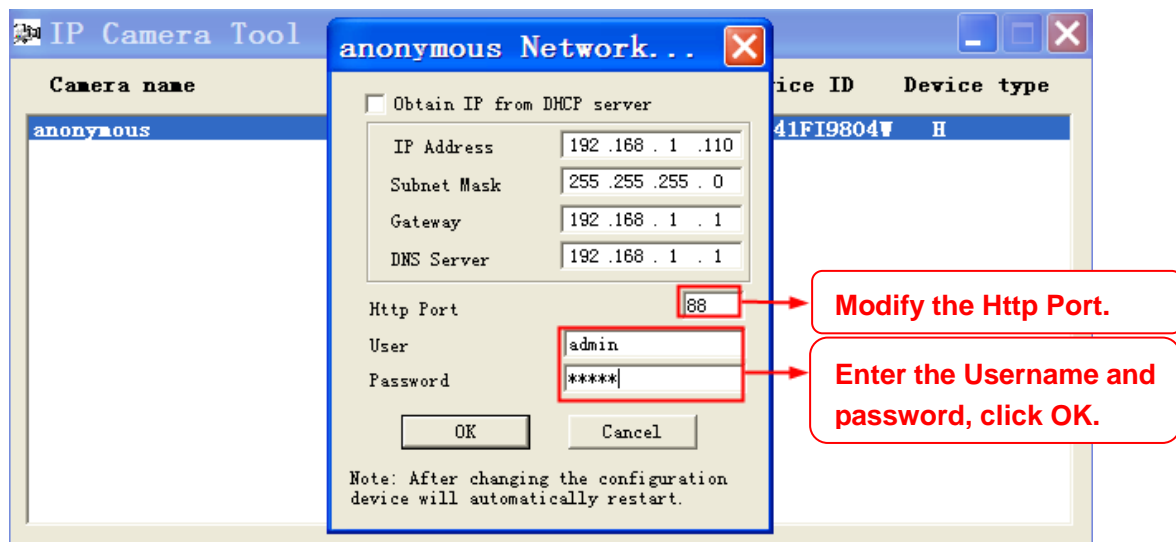 IP Camera Tool
anonymous Network...
Camera name
ice ID Device type
Obtain IP from DHCP server
anonymous
41FI9804W H
IP Address 192 .168 . 1 .110
Subnet Mask 255 .255 .255 . 0
Gateway 192 .168 . 1 . 1
DNS Server 192 .168 . 1 . 1
Http Port 88
Modify the Http Port.
User admin
Password *****
Enter the Username and
password, click OK.
OK Cancel
Note: After changing the configuration
device will automatically restart.